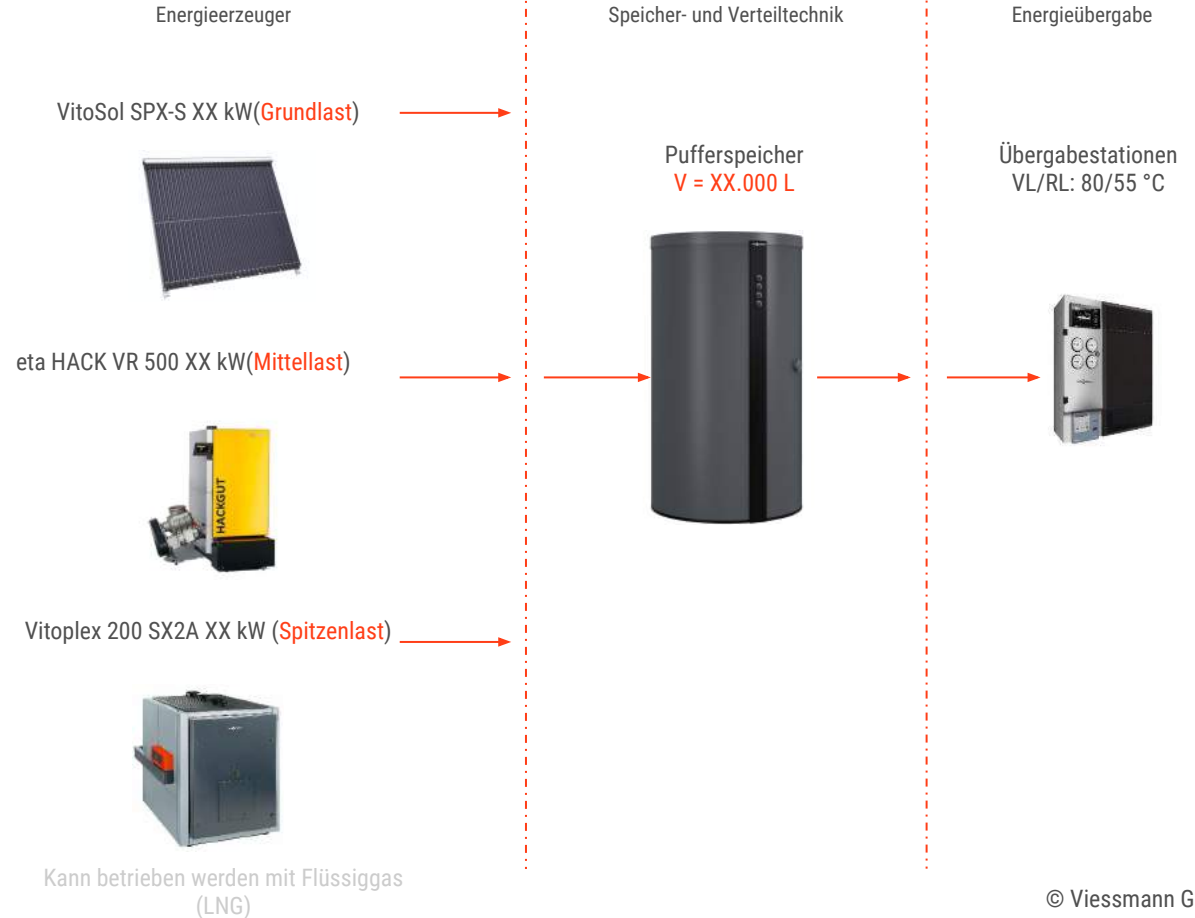 Energieerzeuger
Speicher- und Verteiltechnik
Energieübergabe
VitoSol SPX-S XX kW(Grundlast)
Pufferspeicher
V = XX.000 L
Übergabestationen
VL/RL: 80/55 °C
eta HACK VR 500 XX kW(Mittellast)
HACKGUT
Vitoplex 200 SX2A XX kW (Spitzenlast)
Kann betrieben werden mit Flüssiggas
(LNG)
© Viessmann G